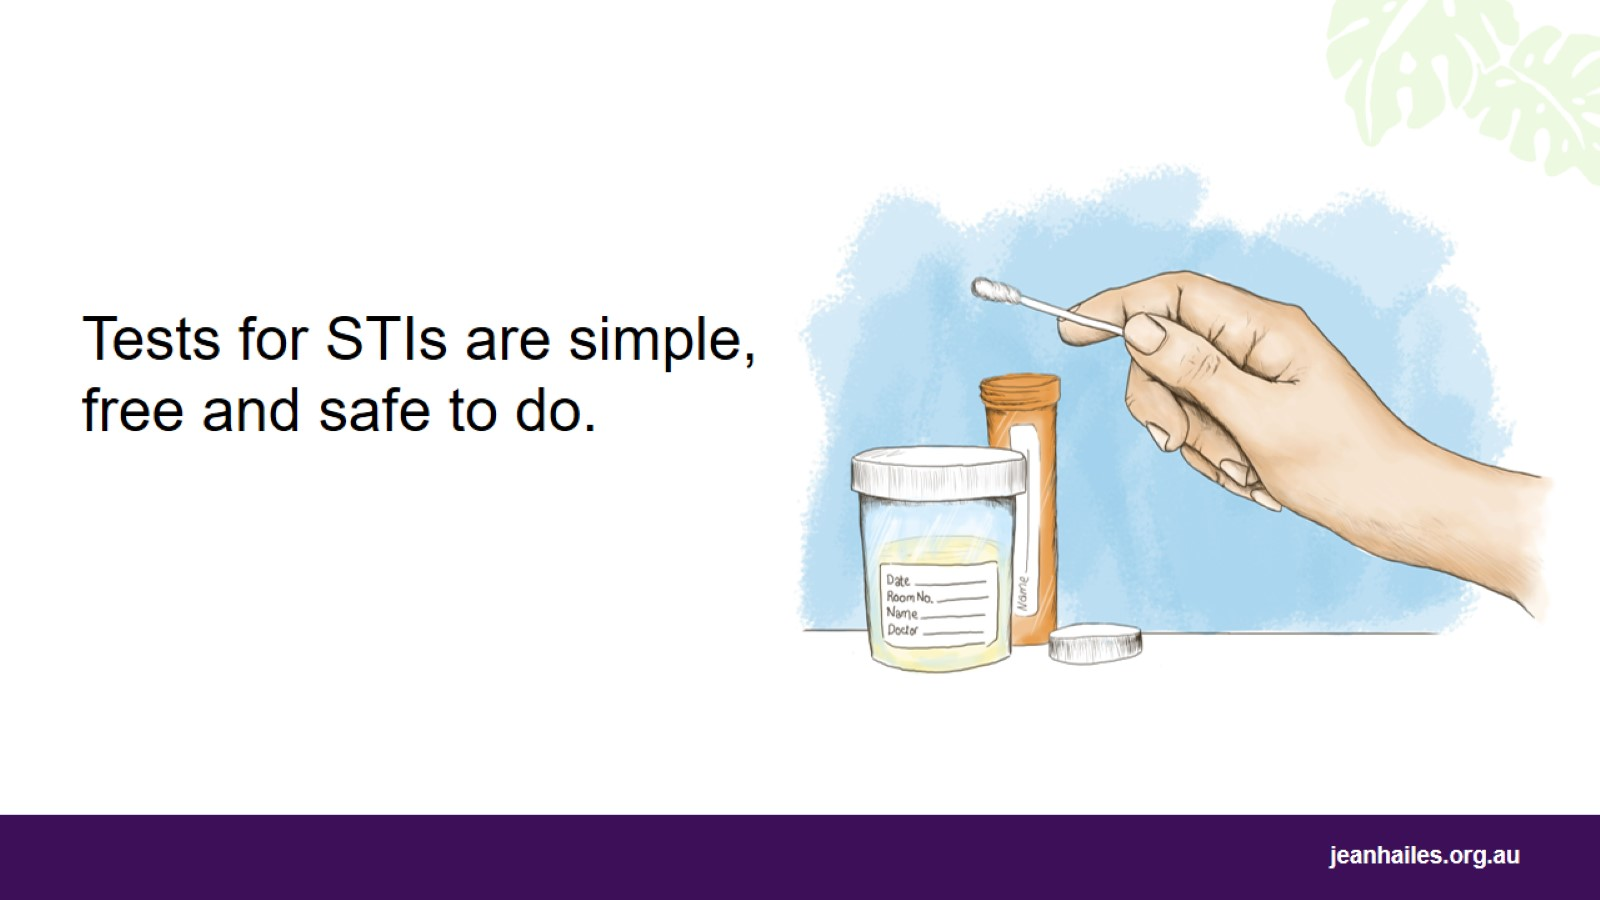 Tests for STIs are simple,
free and safe to do.
Date
Room No.
Name
Doctor
Name
jeanhailes.org.au